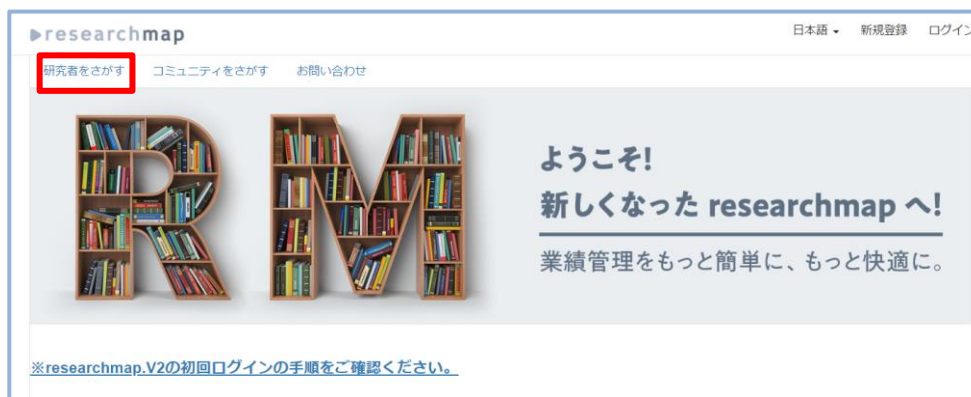 researchmap
日本語 新規登録 ログイン
研究者をさがす コミュニティをさがす お問い合わせ
RM
ようこそ!
新しくなった researchmap へ!
業績管理をもっと簡単に、もっと快適に。
※researchmap.V2の初回ログインの手順をご確認ください。